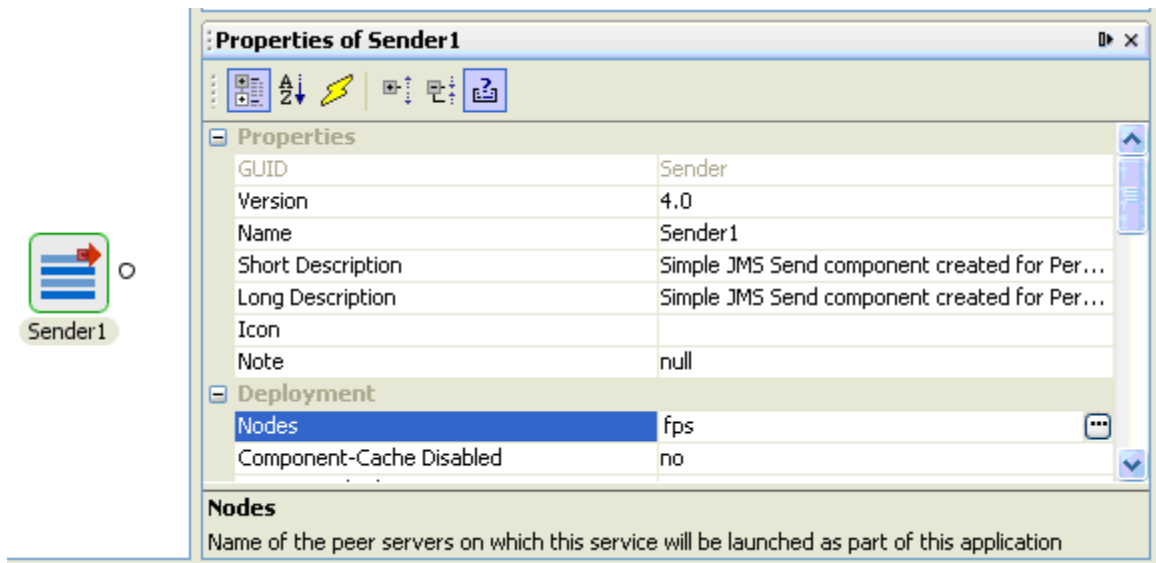 Properties of Sender1
Properties
GUID Sender
Version 4.0
Name Sender1
Short Description Simple JMS Send component created for Per...
Long Description Simple JMS Send component created for Per...
Icon
Note null
Deployment
Nodes fps
Component-Cache Disabled no
Nodes
Name of the peer servers on which this service will be launched as part of this application
Sender1